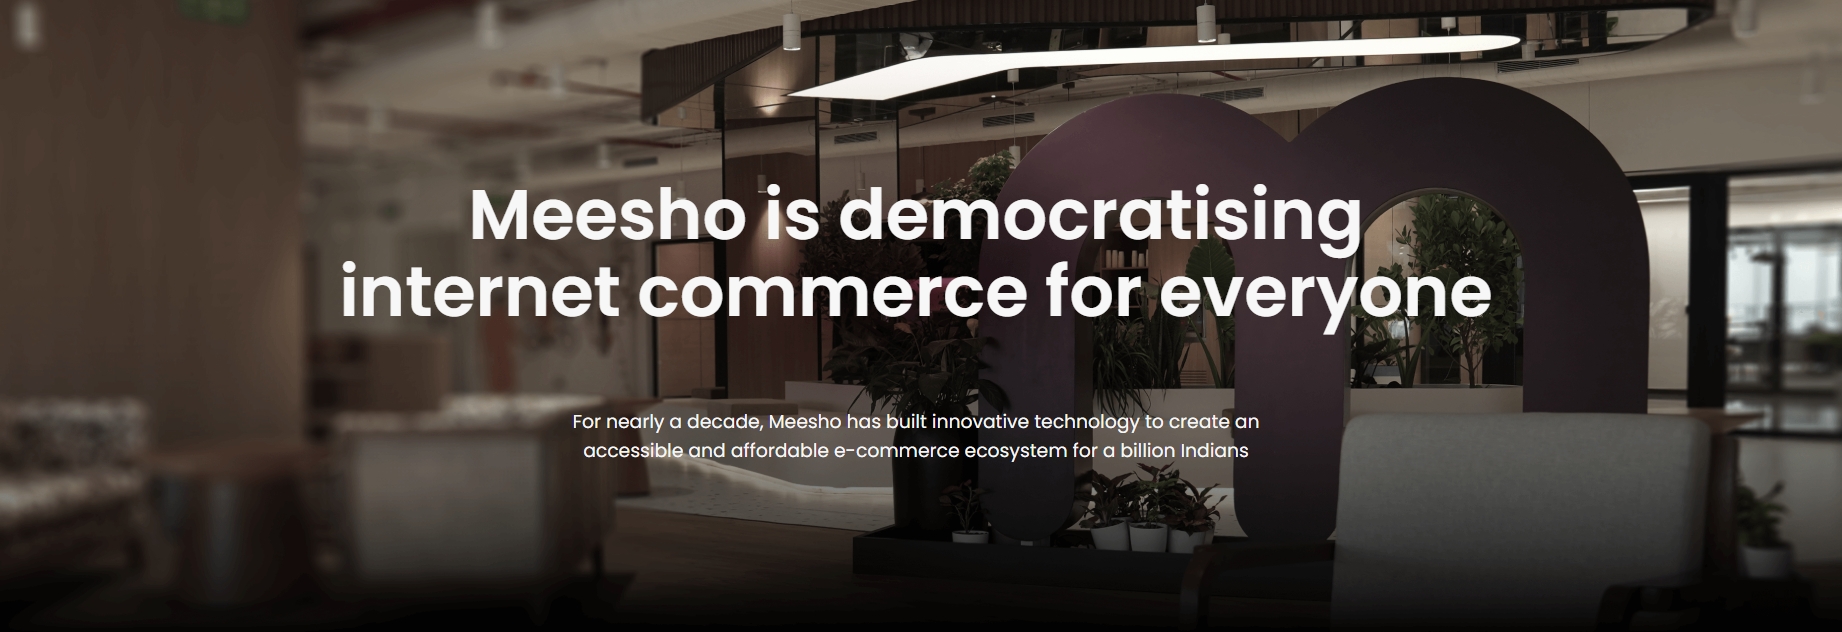 Meesho is democratising
internet commerce for everyone
For nearly a decade, Meesho has built innovative technology to create an
accessible and affordable e-commerce ecosystem for a billion Indians